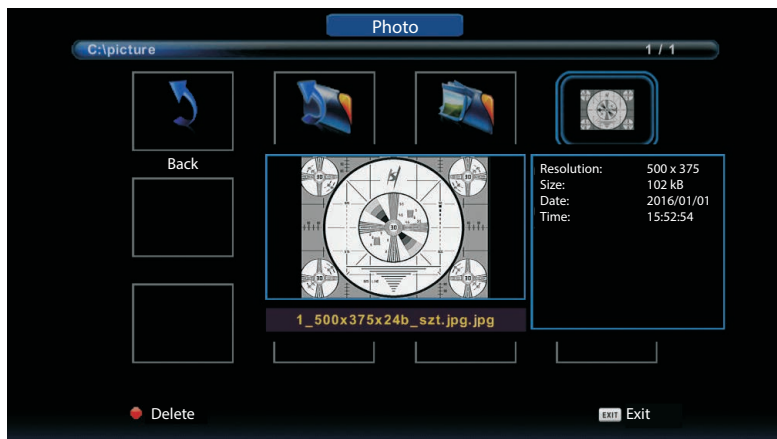 Photo
C:\picture
1 / 1
Back
Resolution: 500 x 375
Size: 102 kB
Date: 2016/01/01
Time: 15:52:54
30
1_500x375x24b_szt.jpg.jpg
Delete
EXIT Exit